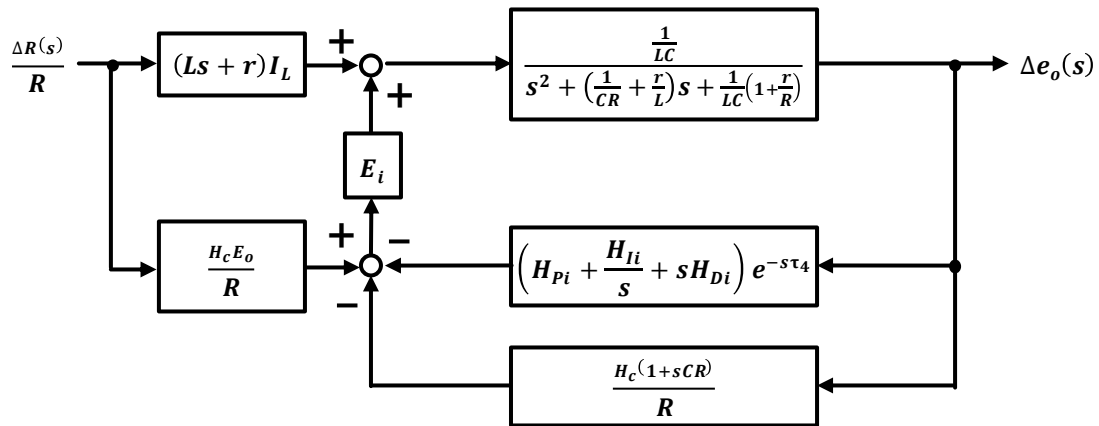 ΔR(s)/R
(Ls + r)I_L
+
+
(1/LC)/(s² + (1/CR + r/L)s + 1/LC(1+r/R))
Δe_o(s)
E_i
H_cE_o/R
+
−
−
(H_Pi + H_Ii/s + sH_Di) e^−sτ₄
H_c(1+sCR)/R